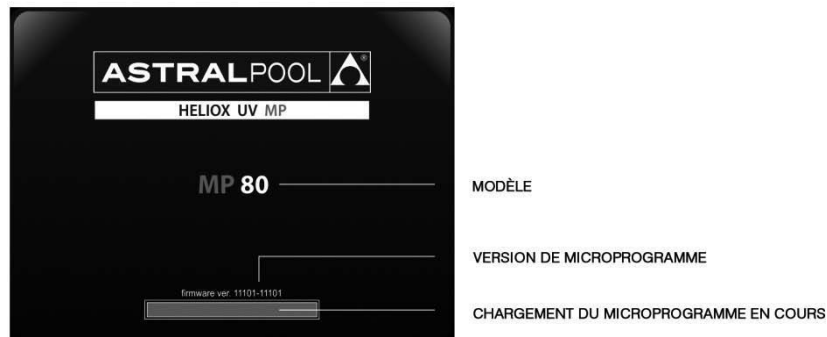 ASTRALPOOL
HELIOX UV MP
MP 80
MODÈLE
VERSION DE MICROPROGRAMME
firmware ver. 11101-11101
CHARGEMENT DU MICROPROGRAMME EN COURS